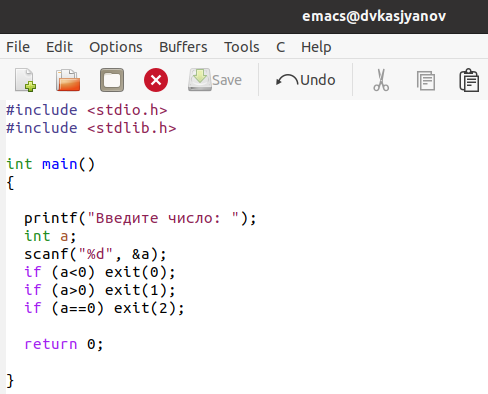 emacs@dvkasjyanov
File Edit Options Buffers Tools C Help
Save Undo
#include <stdio.h>
#include <stdlib.h>
int main()
{
printf("Введите число: ");
int a;
scanf("%d", &a);
if (a<0) exit(0);
if (a>0) exit(1);
if (a==0) exit(2);
return 0;
}